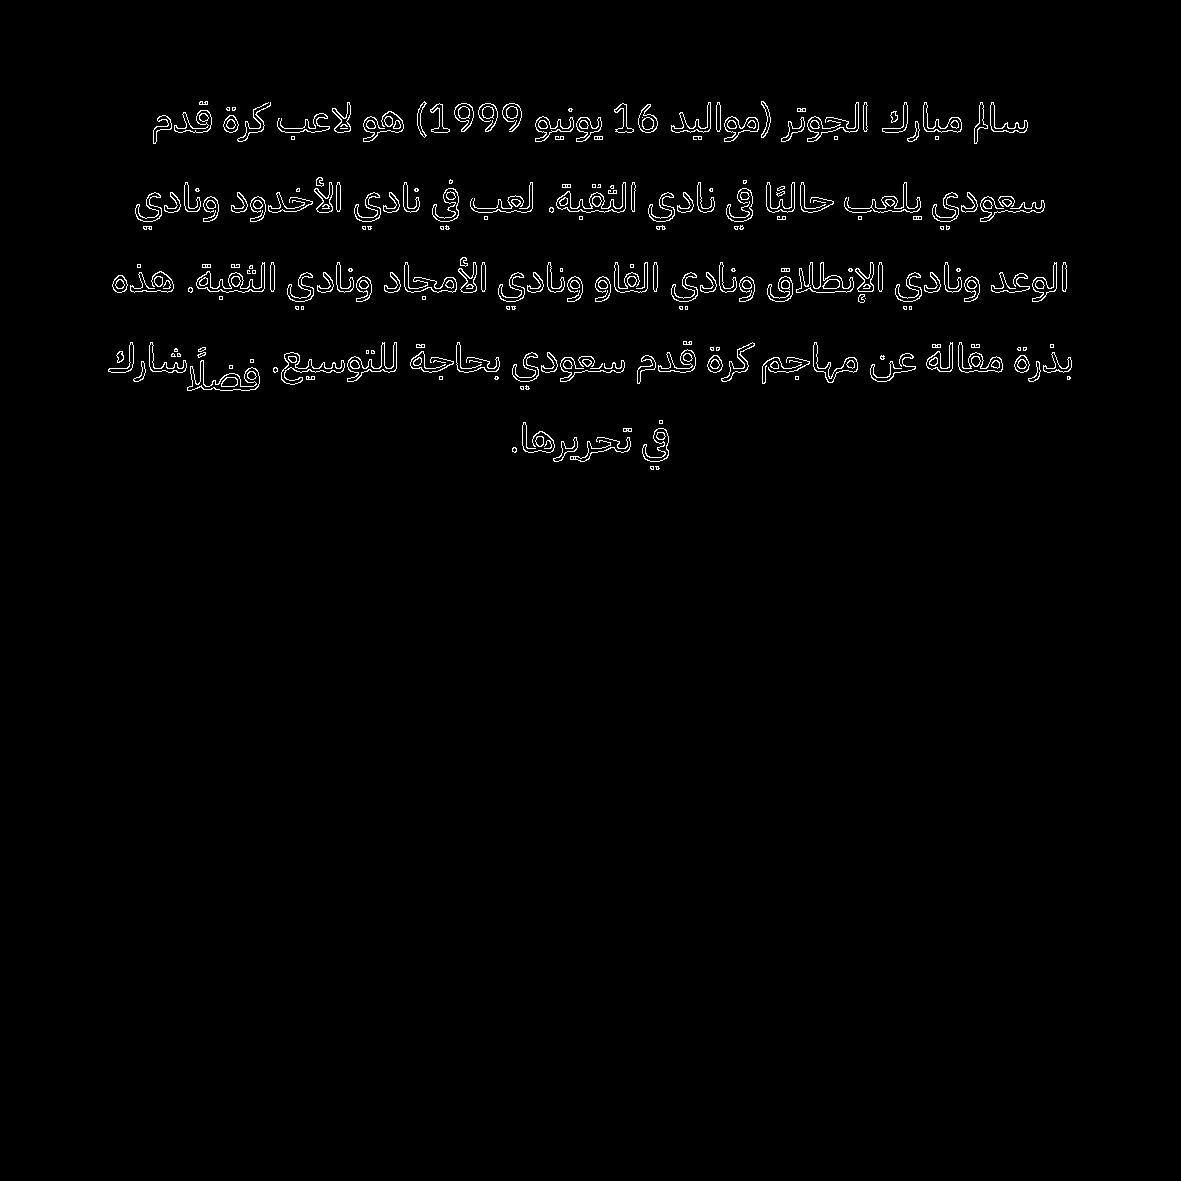 سالم مبارك الجوتر (مواليد 16 يونيو 1999) هو لاعب كرة قدم
سعودي يلعب حاليًا في نادي الثقبة. لعب في نادي الأخدود ونادي
الوعد ونادي الإنطلاق ونادي الفاو ونادي الأمجاد ونادي الثقبة. هذه
بذرة مقالة عن مهاجم كرة قدم سعودي بحاجة للتوسيع. فضلًا شارك
في تحريرها.